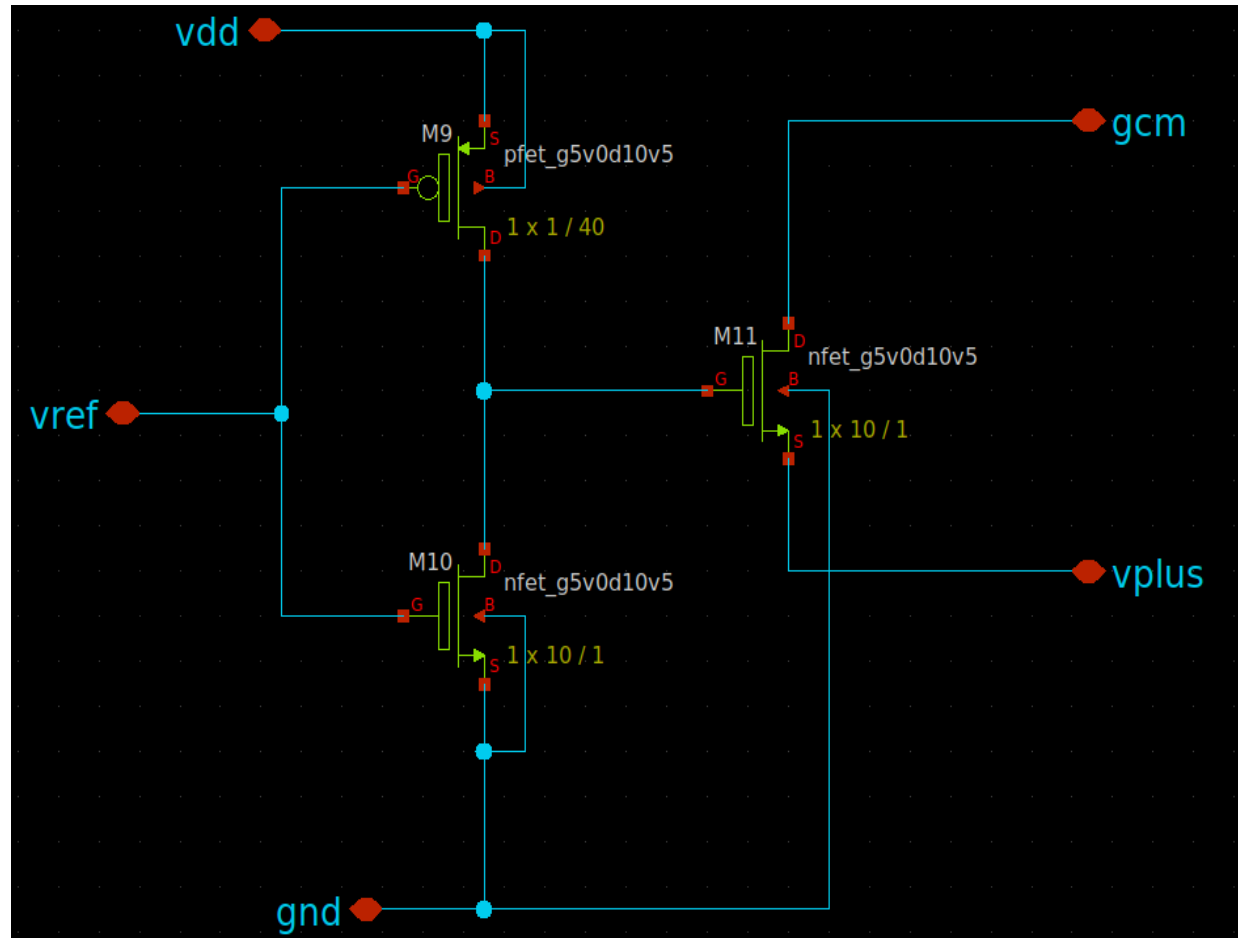 vdd
M9
S
pfet_g5v0d10v5
gcm
G
B
1 x 1 / 40
D
M11
D
nfet_g5v0d10v5
G
B
vref
1 x 10 / 1
S
M10
D
nfet_g5v0d10v5
vplus
G
B
1 x 10 / 1
S
gnd